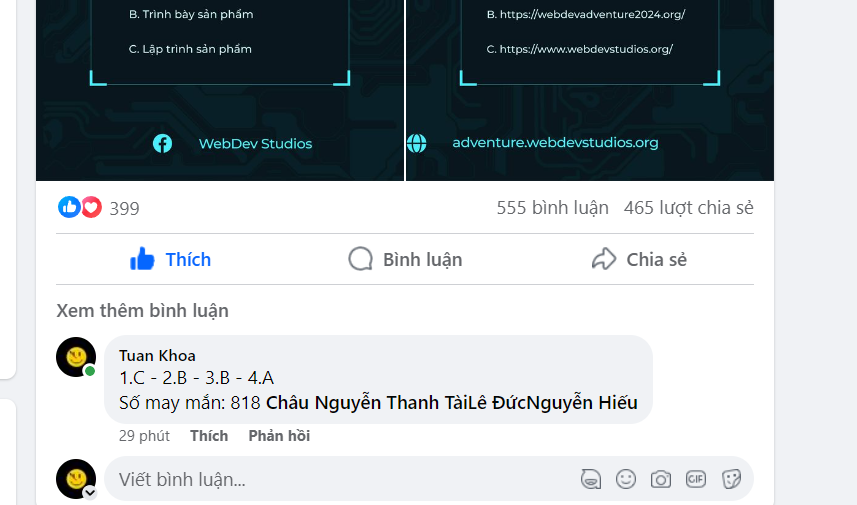 B. Trình bày sản phẩm
C. Lập trình sản phẩm
WebDev Studios
B. https://webdevadventure2024.org/
C. https://www.webdevstudios.org/
adventure.webdevstudios.org
399
555 bình luận 465 lượt chia sẻ
Thích Bình luận Chia sẻ
Xem thêm bình luận
Tuan Khoa
1.C - 2.B - 3.B - 4.A
Số may mắn: 818 Châu Nguyễn Thanh TàiLê ĐứcNguyễn Hiếu
29 phút Thích Phản hồi
Viết bình luận...
GIF